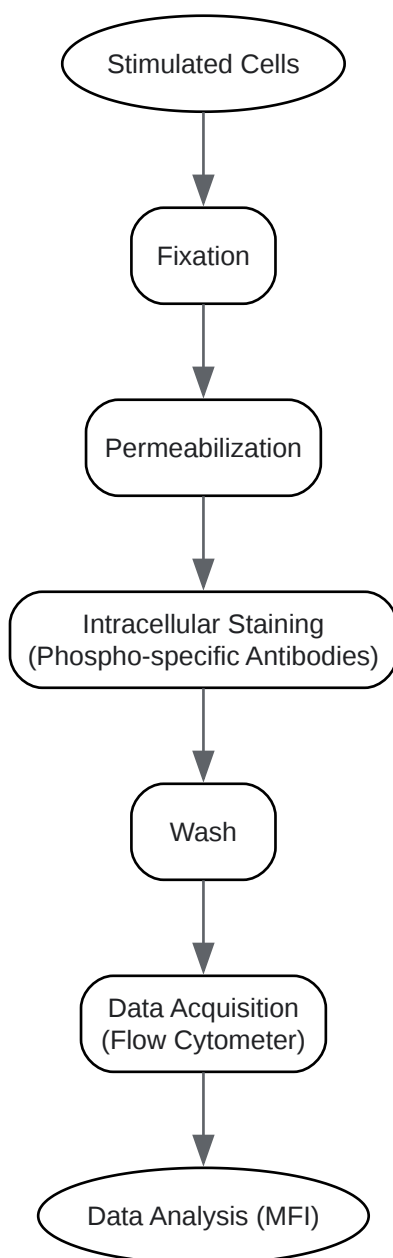 Stimulated Cells
Fixation
Permeabilization
Intracellular Staining
(Phospho-specific Antibodies)
Wash
Data Acquisition
(Flow Cytometer)
Data Analysis (MFI)